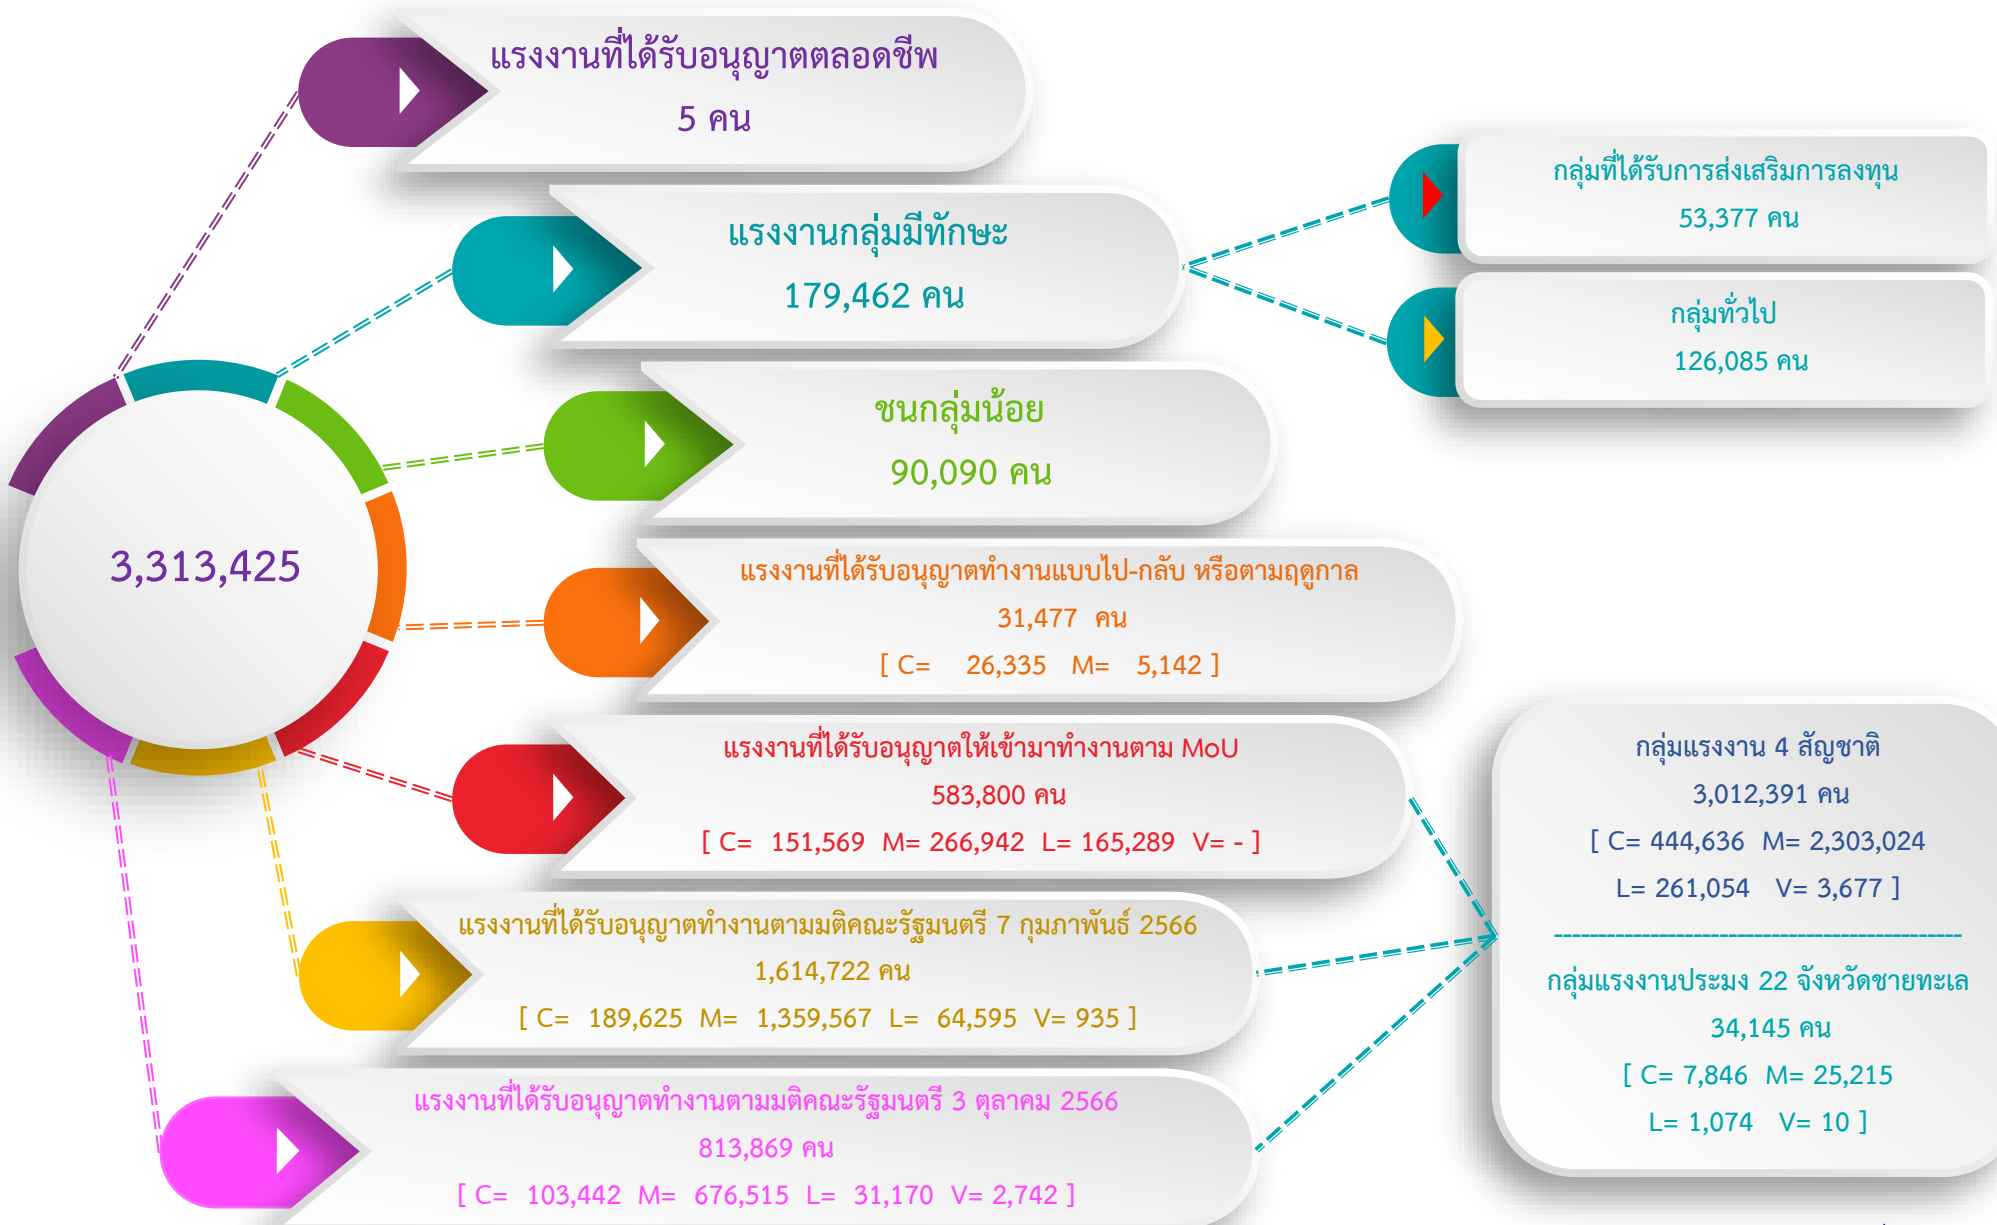 แรงงานที่ได้รับอนุญาตตลอดชีพ
5 คน
แรงงานกลุ่มมีทักษะ
179,462 คน
กลุ่มที่ได้รับการส่งเสริมการลงทุน
53,377 คน
กลุ่มทั่วไป
126,085 คน
ชนกลุ่มน้อย
90,090 คน
3,313,425
แรงงานที่ได้รับอนุญาตทำงานแบบไป-กลับ หรือตามฤดูกาล
31,477 คน
[ C= 26,335 M= 5,142 ]
แรงงานที่ได้รับอนุญาตให้เข้ามาทำงานตาม MoU
583,800 คน
[ C= 151,569 M= 266,942 L= 165,289 V= - ]
แรงงานที่ได้รับอนุญาตทำงานตามมติคณะรัฐมนตรี 7 กุมภาพันธ์ 2566
1,614,722 คน
[ C= 189,625 M= 1,359,567 L= 64,595 V= 935 ]
แรงงานที่ได้รับอนุญาตทำงานตามมติคณะรัฐมนตรี 3 ตุลาคม 2566
813,869 คน
[ C= 103,442 M= 676,515 L= 31,170 V= 2,742 ]
กลุ่มแรงงาน 4 สัญชาติ
3,012,391 คน
[ C= 444,636 M= 2,303,024
L= 261,054 V= 3,677 ]
กลุ่มแรงงานประมง 22 จังหวัดชายทะเล
34,145 คน
[ C= 7,846 M= 25,215
L= 1,074 V= 10 ]